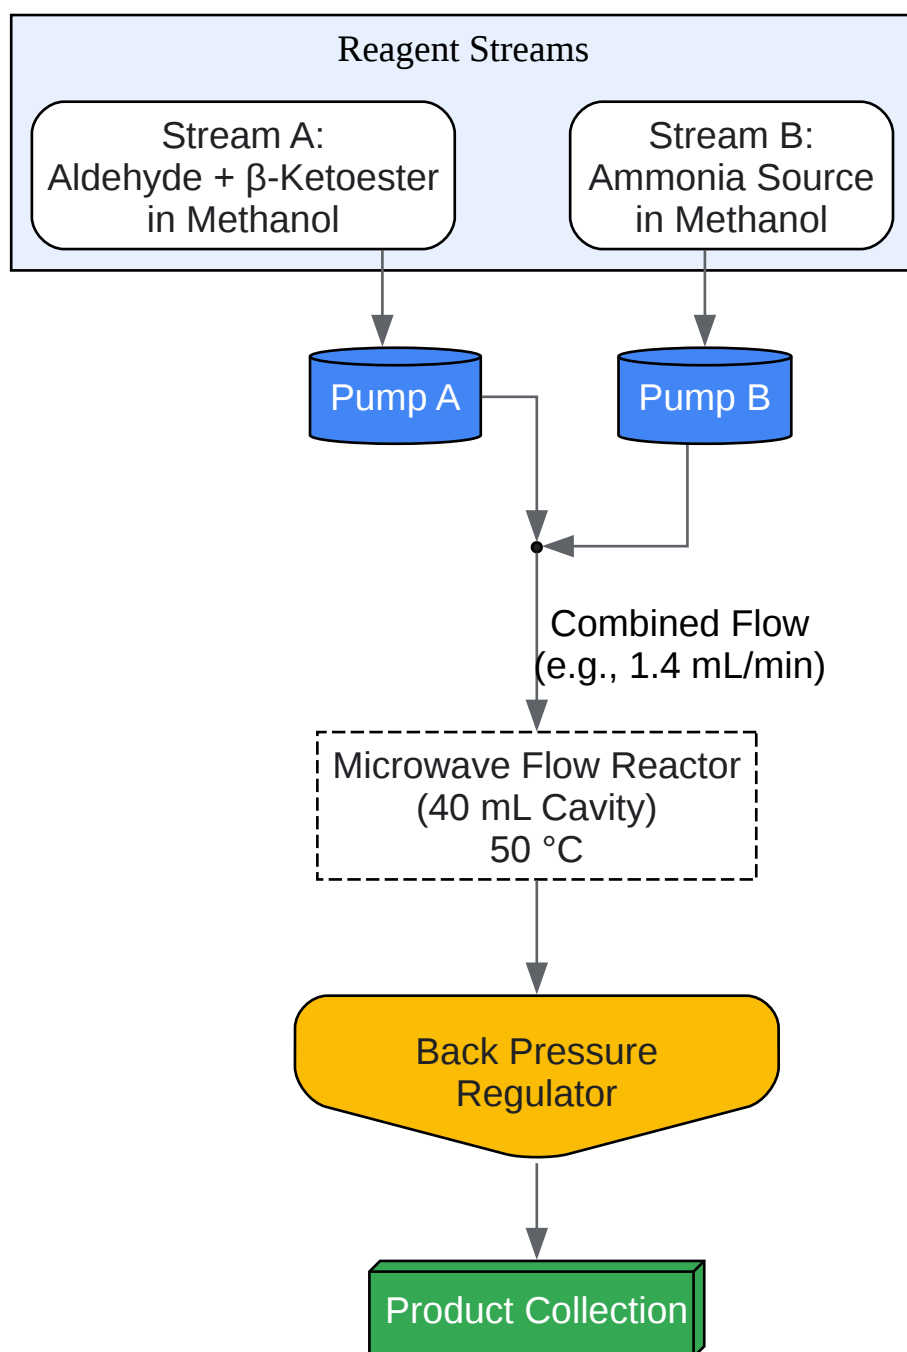 Reagent Streams
Stream A:
Aldehyde + β-Ketoester
in Methanol
Stream B:
Ammonia Source
in Methanol
Pump A
Pump B
Combined Flow
(e.g., 1.4 mL/min)
Microwave Flow Reactor
(40 mL Cavity)
50 °C
Back Pressure
Regulator
Product Collection